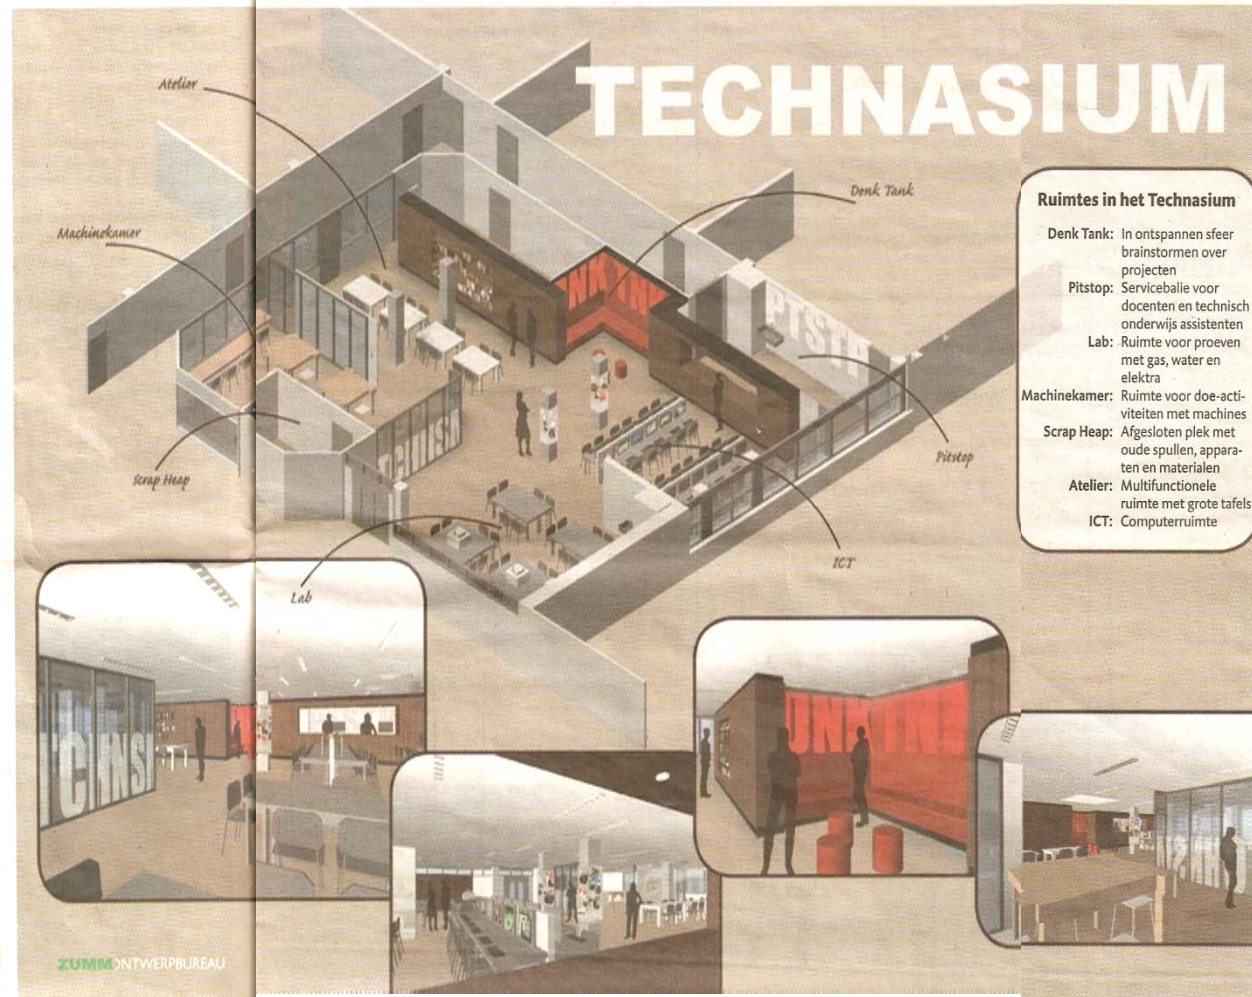 TECHNASIUM
Atelier
Denk Tank
Machinekamer
Scrap Heap
Pitstop
ICT
Lab
Ruimtes in het Technasium
Denk Tank: In ontspannen sfeer
brainstormen over
projecten
Pitstop: Servicebalie voor
docenten en technisch
onderwijs assistenten
Lab: Ruimte voor proeven
met gas, water en
elektra
Machinekamer: Ruimte voor doe-acti-
viteiten met machines
Scrap Heap: Afgesloten plek met
oude spullen, appara-
ten en materialen
Atelier: Multifunctionele
ruimte met grote tafels
ICT: Computerruimte
ZUMM ONTWERPBUREAU